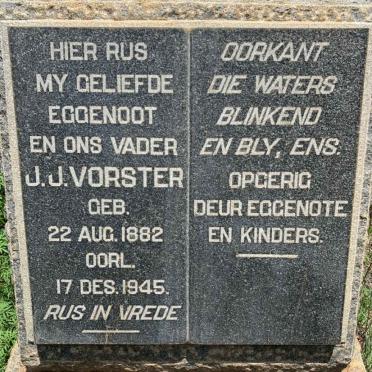 HIER RUS
MY GELIEFDE
EGGENOOT
EN ONS VADER
J.J. VORSTER
GEB.
22 AUG. 1882
OORL.
17 DES. 1945.
RUS IN VREDE
OORKANT
DIE WATERS
BLINKEND
EN BLY, ENS.
OPGERIG
DEUR EGGENOTE
EN KINDERS.